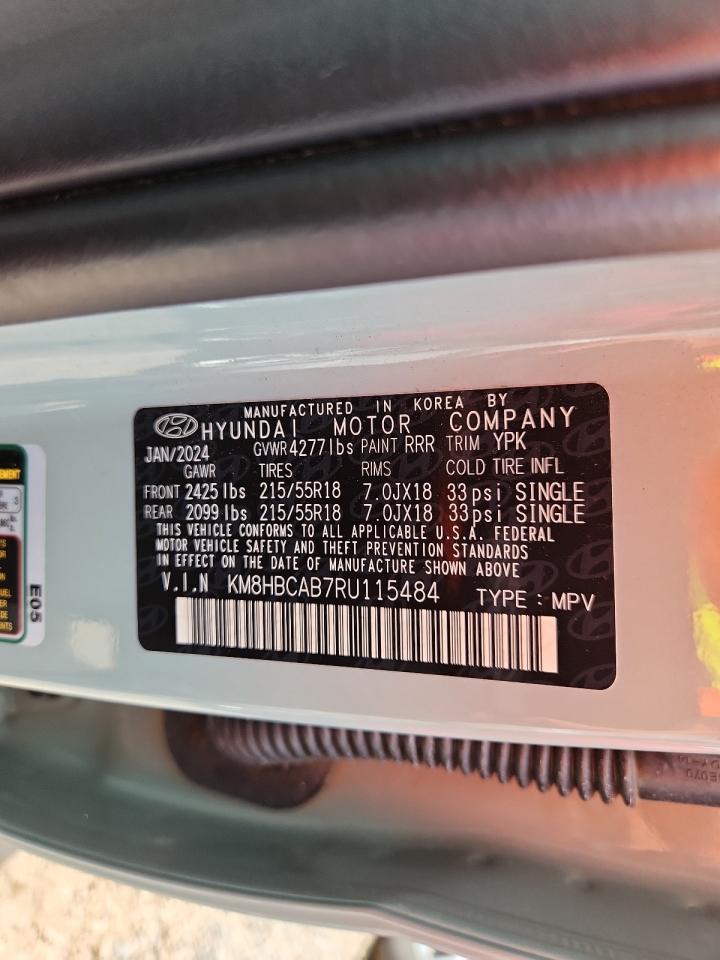 MANUFACTURED IN KOREA BY
HYUNDAI MOTOR COMPANY
JAN/2024 GVWR 4277lbs PAINT RRR TRIM YPK
GAWR TIRES RIMS COLD TIRE INFL
FRONT 2425 lbs 215/55R18 7.0JX18 33psi SINGLE
REAR 2099 lbs 215/55R18 7.0JX18 33psi SINGLE
THIS VEHICLE CONFORMS TO ALL APPLICABLE U.S.A. FEDERAL
MOTOR VEHICLE SAFETY AND THEFT PREVENTION STANDARDS
IN EFFECT ON THE DATE OF MANUFACTURE SHOWN ABOVE
V.I.N KM8HBCAB7RU115484 TYPE : MPV
E05